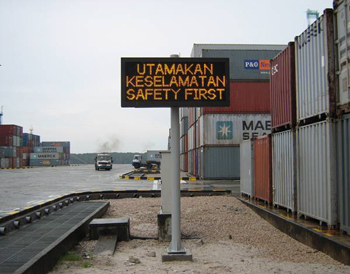 UTAMAKAN
KESELAMATAN
SAFETY FIRST
P&O
MAE